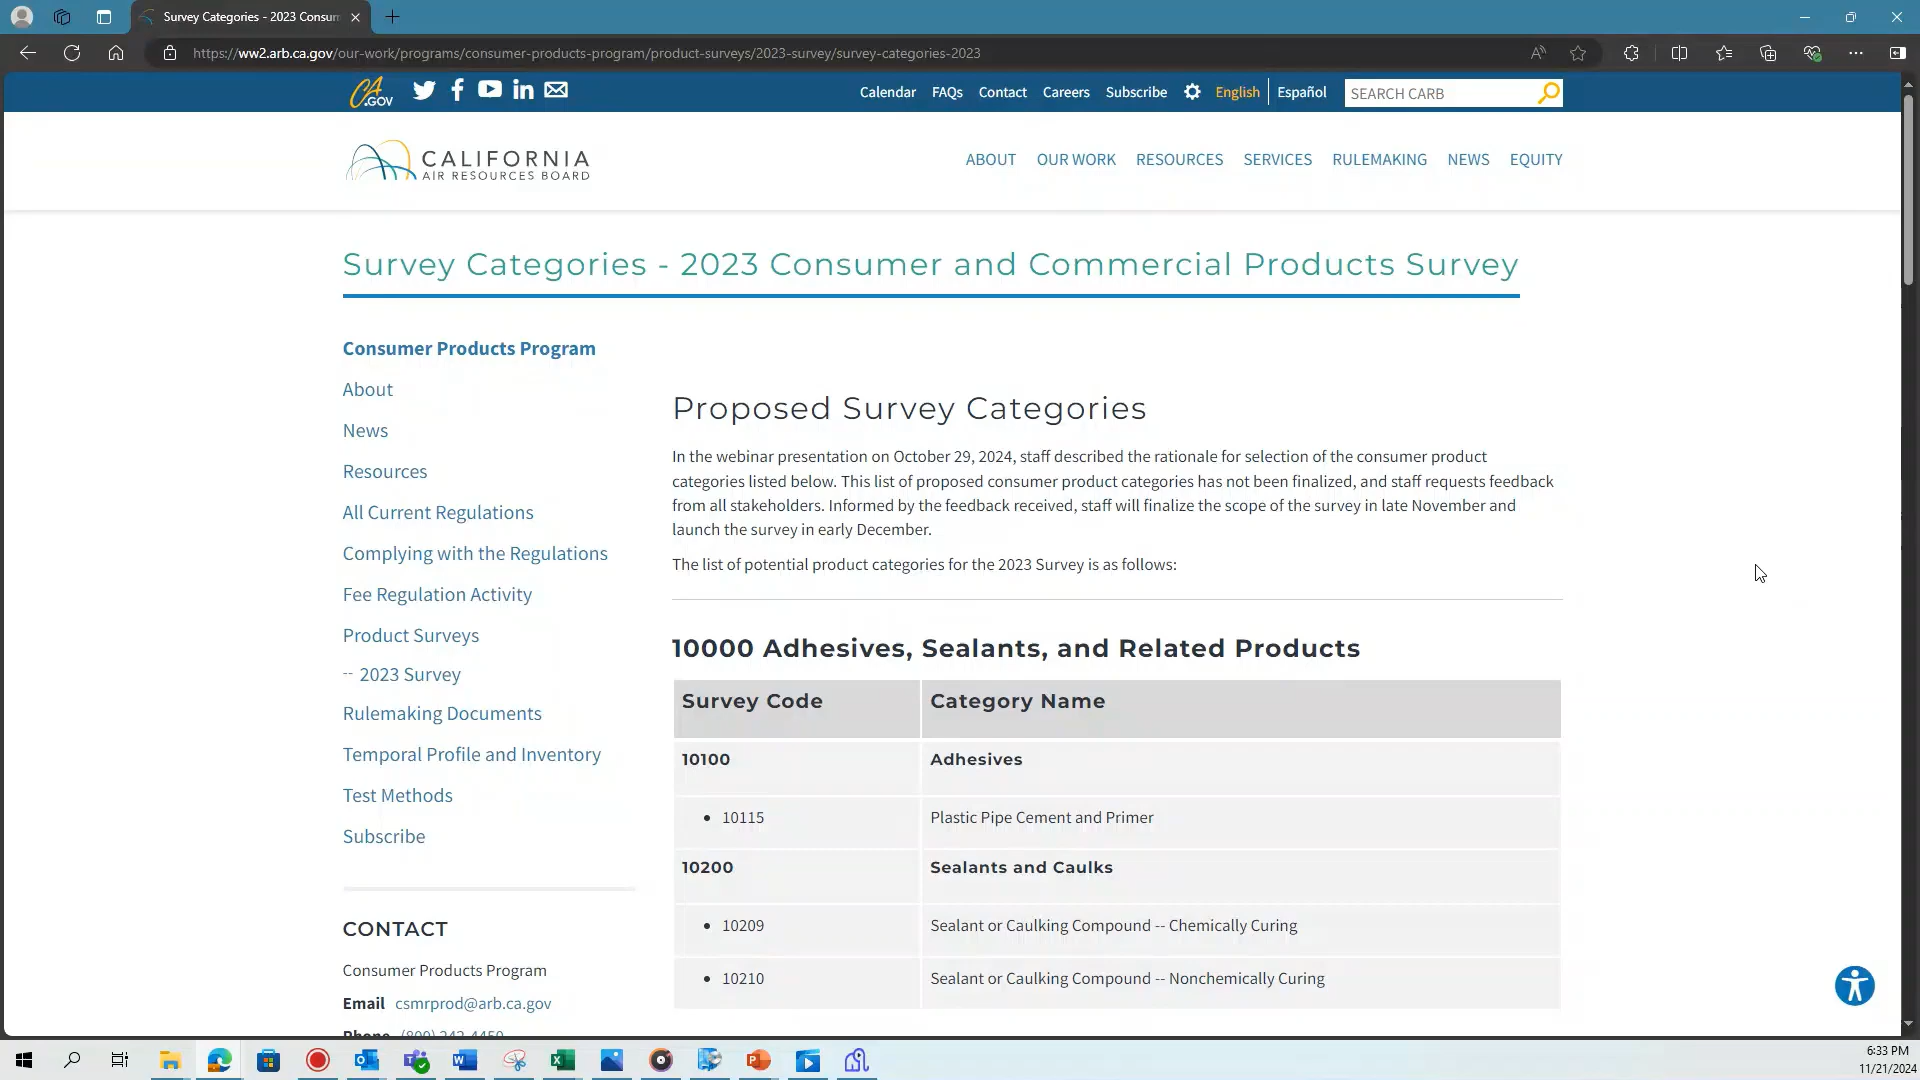 Survey Categories - 2023 Consum
https://ww2.arb.ca.gov/our-work/programs/consumer-products-program/product-surveys/2023-survey/survey-categories-2023
CA.GOV
Calendar FAQs Contact Careers Subscribe English Español SEARCH CARB
CALIFORNIA
AIR RESOURCES BOARD
ABOUT OUR WORK RESOURCES SERVICES RULEMAKING NEWS EQUITY
Survey Categories - 2023 Consumer and Commercial Products Survey
Consumer Products Program
About
News
Resources
All Current Regulations
Complying with the Regulations
Fee Regulation Activity
Product Surveys
-- 2023 Survey
Rulemaking Documents
Temporal Profile and Inventory
Test Methods
Subscribe
CONTACT
Consumer Products Program
Email csmrprod@arb.ca.gov
Phone (800) 242-4450
Proposed Survey Categories
In the webinar presentation on October 29, 2024, staff described the rationale for selection of the consumer product
categories listed below. This list of proposed consumer product categories has not been finalized, and staff requests feedback
from all stakeholders. Informed by the feedback received, staff will finalize the scope of the survey in late November and
launch the survey in early December.
The list of potential product categories for the 2023 Survey is as follows:
10000 Adhesives, Sealants, and Related Products
Survey Code Category Name
10100 Adhesives
• 10115 Plastic Pipe Cement and Primer
10200 Sealants and Caulks
• 10209 Sealant or Caulking Compound -- Chemically Curing
• 10210 Sealant or Caulking Compound -- Nonchemically Curing
6:33 PM
11/21/2024